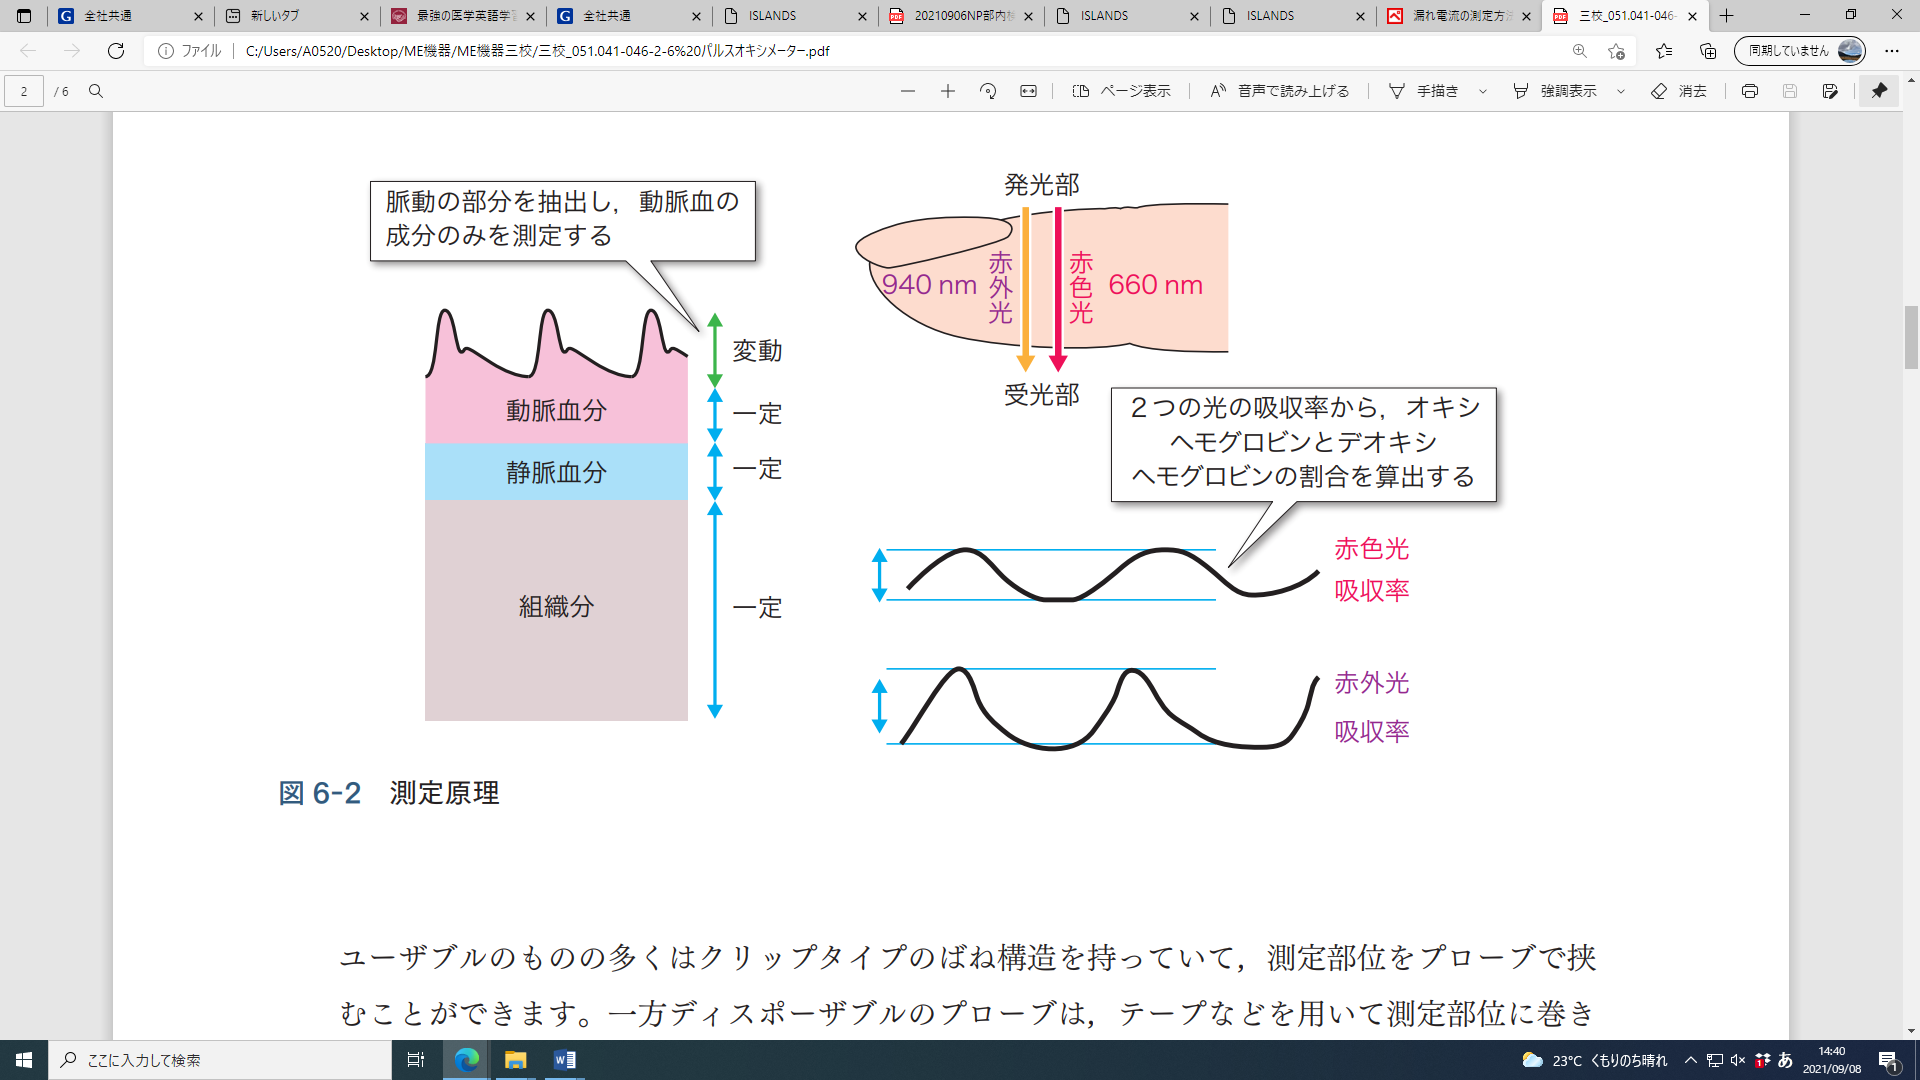 全社共通
新しいタブ
最強の医学英語学習
全社共通
ISLANDS
20210906NP部内検
ISLANDS
ISLANDS
漏れ電流の測定方法
三校_051.041-046-
ファイル
C:/Users/A0520/Desktop/ME機器/ME機器三校/三校_051.041-046-2-6%20パルスオキシメーター.pdf
同期していません
2
/ 6
ページ表示
音声で読み上げる
手描き
強調表示
消去
脈動の部分を抽出し，動脈血の
成分のみを測定する
変動
動脈血分
一定
静脈血分
一定
組織分
一定
発光部
940 nm
赤外光
赤色光
660 nm
受光部
２つの光の吸収率から，オキシ
ヘモグロビンとデオキシ
ヘモグロビンの割合を算出する
赤色光
吸収率
赤外光
吸収率
図 6-2 測定原理
ユーザブルのものの多くはクリップタイプのばね構造を持っていて，測定部位をプローブで挟
むことができます。一方ディスポーザブルのプローブは，テープなどを用いて測定部位に巻き
ここに入力して検索
23°C くもりのち晴れ
あ
14:40
2021/09/08
1